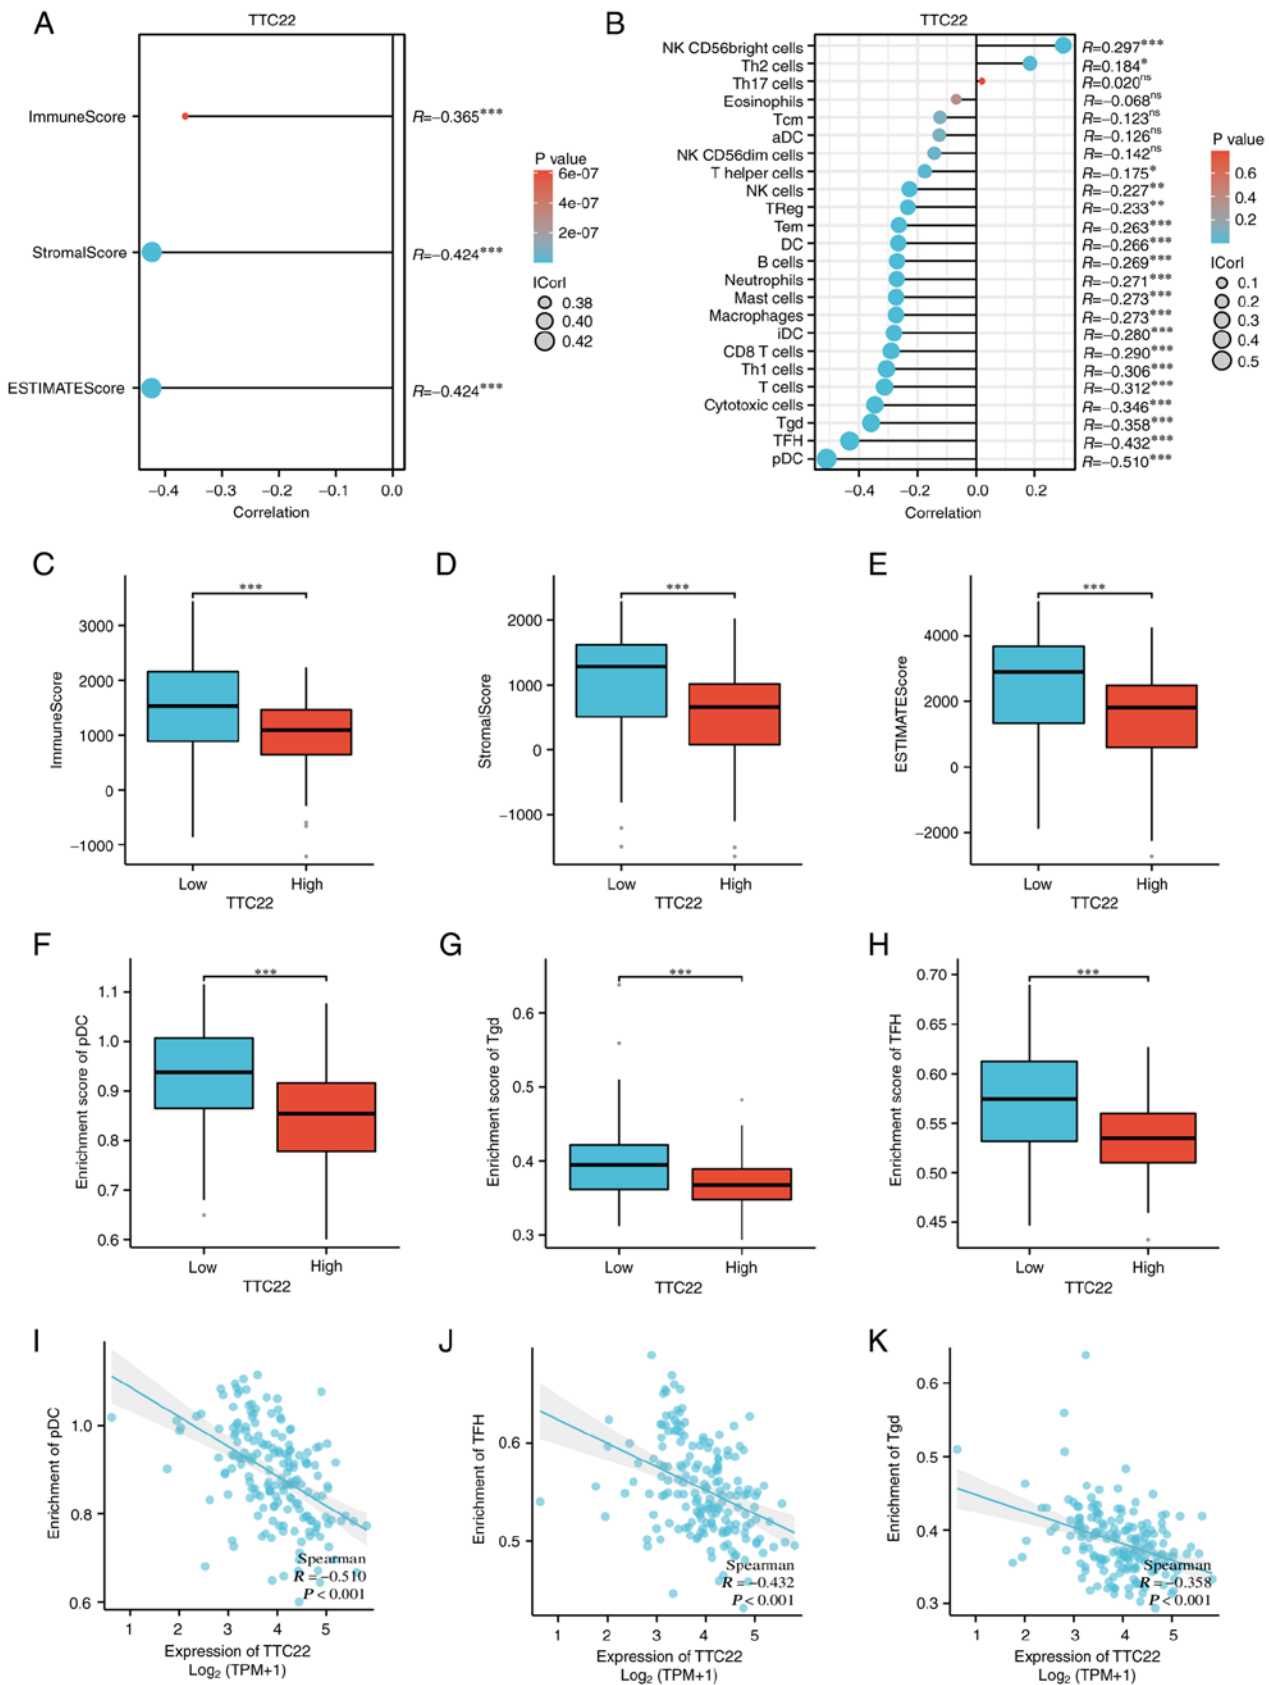 A
TTC22
ImmuneScore
R=−0.365***
StromalScore
R=−0.424***
ESTIMATEScore
R=−0.424***
−0.4 −0.3 −0.2 −0.1 0.0
Correlation
P value
6e-07
4e-07
2e-07
ICorI
0.38
0.40
0.42
B
TTC22
NK CD56bright cells R=0.297***
Th2 cells R=0.184*
Th17 cells R=0.020ns
Eosinophils R=−0.068ns
Tcm R=−0.123ns
aDC R=−0.126ns
NK CD56dim cells R=−0.142ns
T helper cells R=−0.175*
NK cells R=−0.227**
TReg R=−0.233**
Tem R=−0.263***
DC R=−0.266***
B cells R=−0.269***
Neutrophils R=−0.271***
Mast cells R=−0.273***
Macrophages R=−0.273***
iDC R=−0.280***
CD8 T cells R=−0.290***
Th1 cells R=−0.306***
T cells R=−0.312***
Cytotoxic cells R=−0.346***
Tgd R=−0.358***
TFH R=−0.432***
pDC R=−0.510***
−0.4 −0.2 0.0 0.2
Correlation
P value
0.6
0.4
0.2
ICorI
0.1
0.2
0.3
0.4
0.5
C
***
ImmuneScore
3000
2000
1000
0
−1000
Low High
TTC22
D
***
StromalScore
2000
1000
0
−1000
Low High
TTC22
E
***
ESTIMATEScore
4000
2000
0
−2000
Low High
TTC22
F
***
Enrichment score of pDC
1.1
1.0
0.9
0.8
0.7
0.6
Low High
TTC22
G
***
Enrichment score of Tgd
0.6
0.5
0.4
0.3
Low High
TTC22
H
***
Enrichment score of TFH
0.70
0.65
0.60
0.55
0.50
0.45
Low High
TTC22
I
Enrichment of pDC
1.0
0.8
0.6
Spearman
R = −0.510
P < 0.001
1 2 3 4 5
Expression of TTC22
Log2 (TPM+1)
J
Enrichment of TFH
0.6
0.5
Spearman
R = −0.432
P < 0.001
1 2 3 4 5
Expression of TTC22
Log2 (TPM+1)
K
Enrichment of Tgd
0.6
0.5
0.4
0.3
Spearman
R = −0.358
P < 0.001
1 2 3 4 5
Expression of TTC22
Log2 (TPM+1)